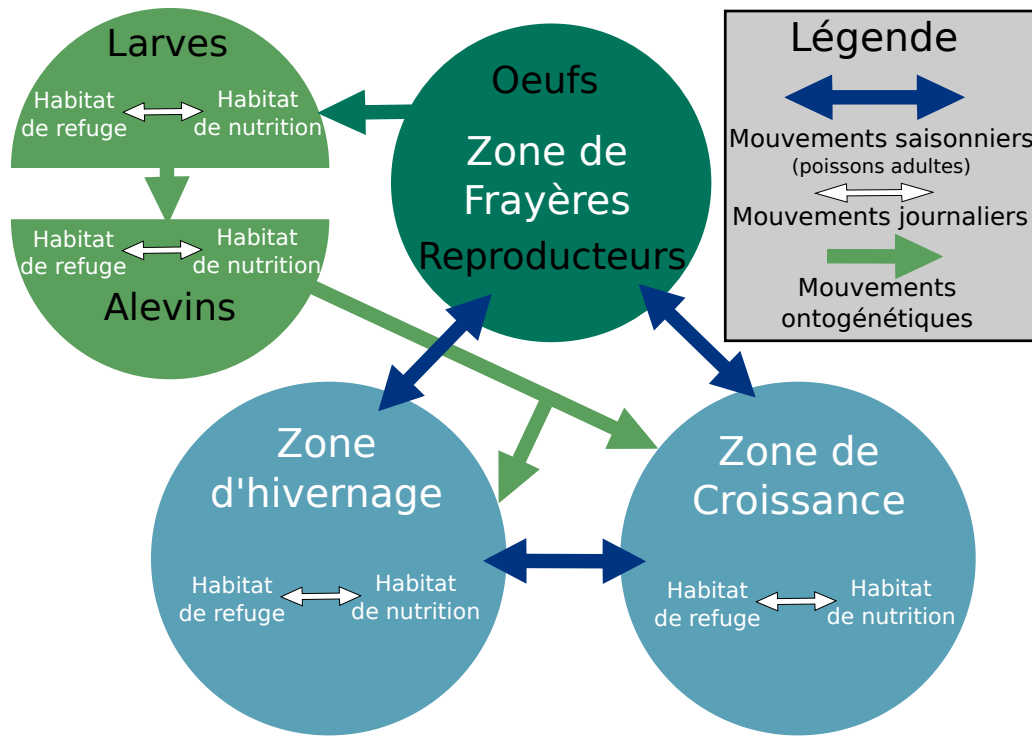 Larves
Habitat
de refuge
Habitat
de nutrition
Habitat
de refuge
Habitat
de nutrition
Alevins
Oeufs
Zone de
Frayères
Reproducteurs
Légende
Mouvements saisonniers
(poissons adultes)
Mouvements journaliers
Mouvements
ontogénétiques
Zone
d'hivernage
Habitat
de refuge
Habitat
de nutrition
Zone de
Croissance
Habitat
de refuge
Habitat
de nutrition